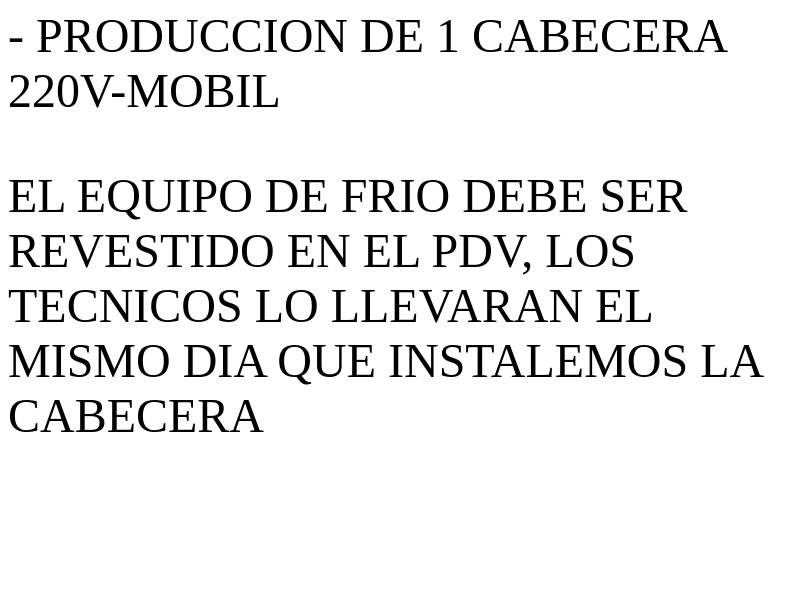 - PRODUCCION DE 1 CABECERA
220V-MOBIL
EL EQUIPO DE FRIO DEBE SER
REVESTIDO EN EL PDV, LOS
TECNICOS LO LLEVARAN EL
MISMO DIA QUE INSTALEMOS LA
CABECERA